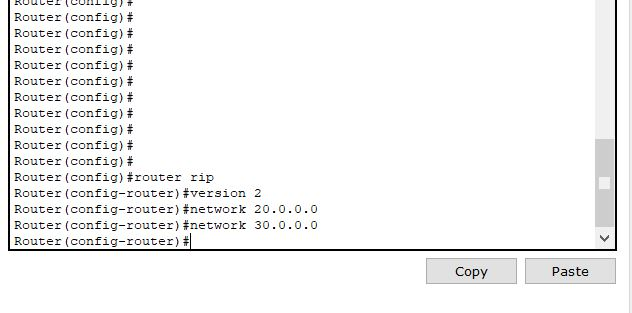 Router(config)#
Router(config)#
Router(config)#
Router(config)#
Router(config)#
Router(config)#
Router(config)#
Router(config)#
Router(config)#
Router(config)#
Router(config)#
Router(config)#router rip
Router(config-router)#version 2
Router(config-router)#network 20.0.0.0
Router(config-router)#network 30.0.0.0
Router(config-router)#
Copy Paste